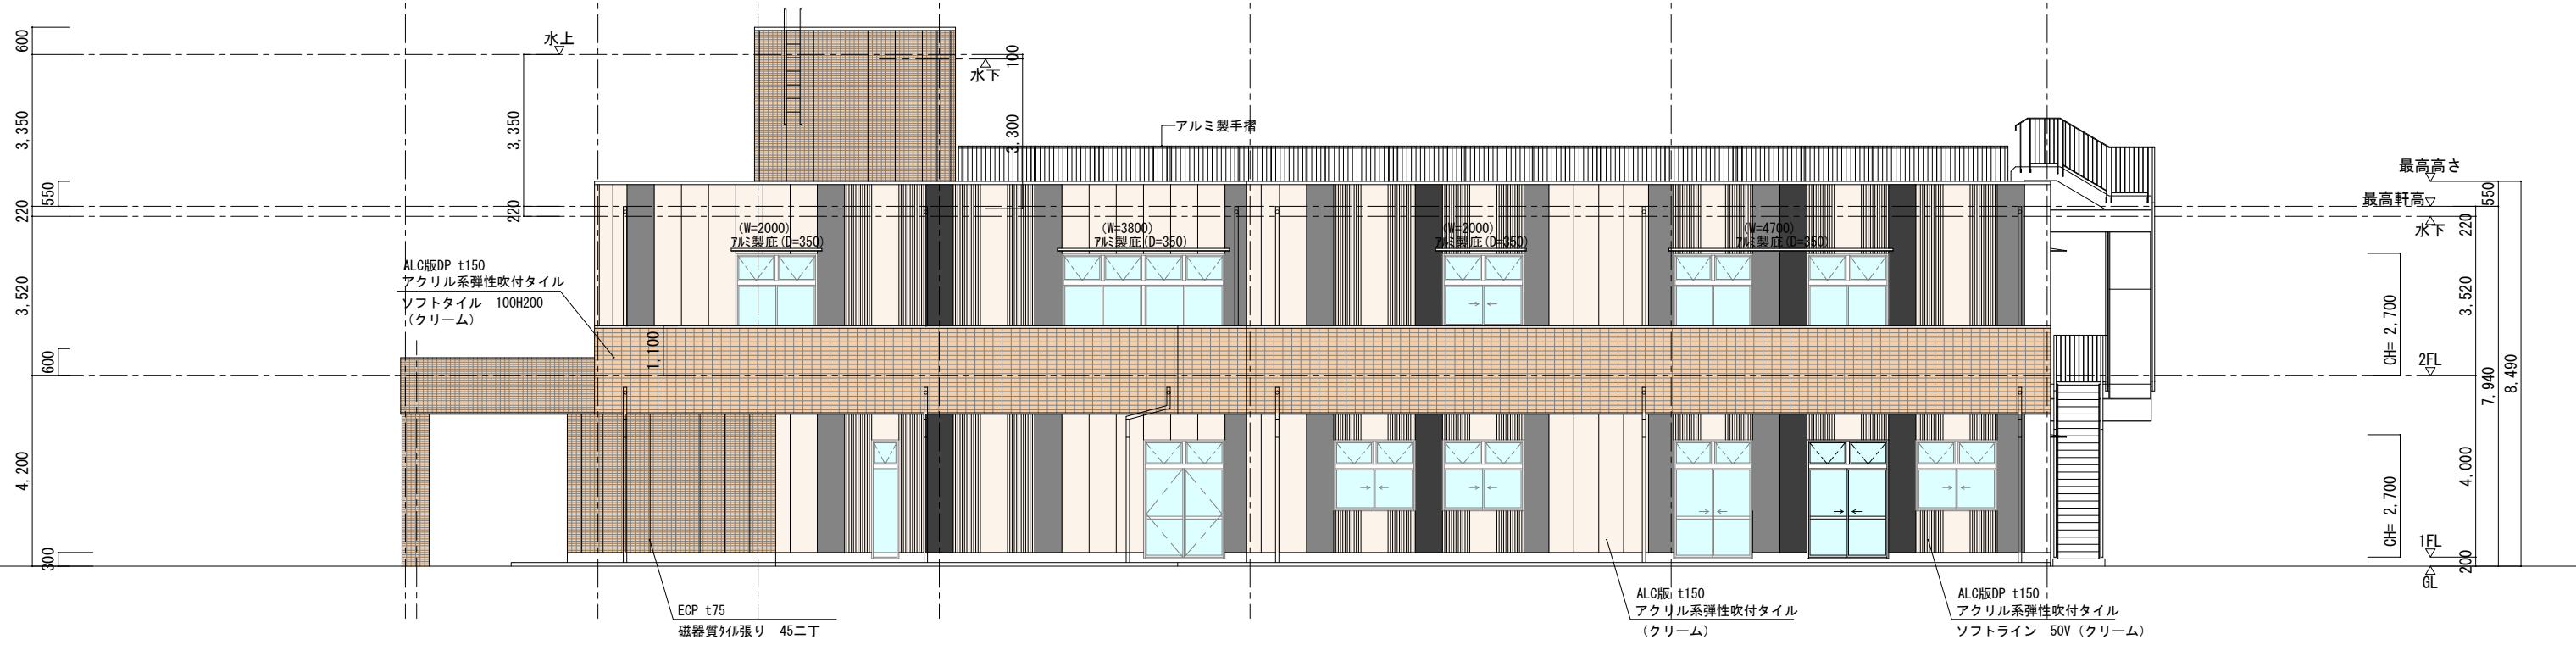 600
水上
100
水下
3,350
3,350
3,300
アルミ製手摺
最高高さ
550
220
220
最高軒高
水下
550
220
(W=2000)
ｱﾙﾐ製庇(D=350)
(W=3800)
ｱﾙﾐ製庇(D=350)
(W=2000)
ｱﾙﾐ製庇(D=350)
(W=4700)
ｱﾙﾐ製庇(D=350)
ALC版DP t150
アクリル系弾性吹付タイル
ソフトタイル　100H200
（クリーム）
3,520
3,520
CH= 2,700
600
1,100
2FL
7,940
8,490
4,200
4,000
CH= 2,700
300
1FL
200
GL
ECP t75
磁器質ﾀｲﾙ張り　45二丁
ALC版 t150
アクリル系弾性吹付タイル
（クリーム）
ALC版DP t150
アクリル系弾性吹付タイル
ソフトライン　50V（クリーム）